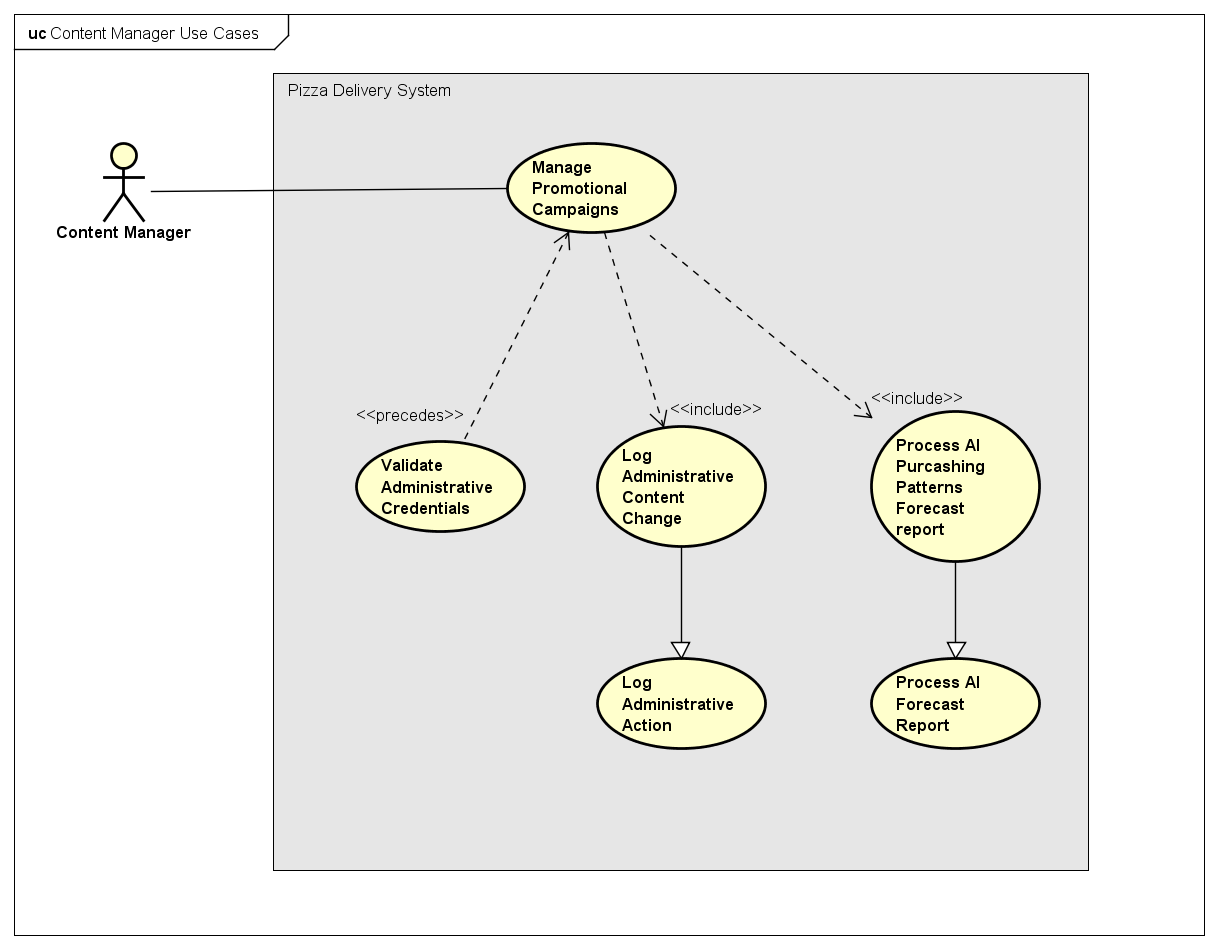 uc Content Manager Use Cases
Pizza Delivery System
Manage
Promotional
Campaigns
Content Manager
<<precedes>>
<<include>>
<<include>>
Validate
Administrative
Credentials
Log
Administrative
Content
Change
Process AI
Purcashing
Patterns
Forecast
report
Log
Administrative
Action
Process AI
Forecast
Report